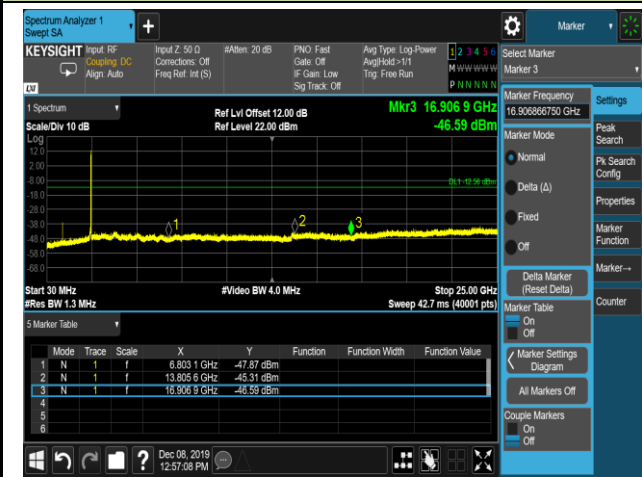 Spectrum Analyzer 1
Swept SA
Marker
KEYSIGHT
Input: RF
Coupling: DC
Align: Auto
Input Z: 50 Ω
Corrections: Off
Freq Ref: Int (S)
#Atten: 20 dB
PNO: Fast
Gate: Off
IF Gain: Low
Sig Track: Off
Avg Type: Log-Power
Avg|Hold:>1/1
Trig: Free Run
1 2 3 4 5 6
M W W W W W
P N N N N N
LXI
Select Marker
Marker 3
1 Spectrum
Scale/Div 10 dB
Ref Lvl Offset 12.00 dB
Ref Level 22.00 dBm
Mkr3 16.906 9 GHz
-46.59 dBm
Log
12.0
2.00
-8.00
-18.0
-28.0
-38.0
-48.0
-58.0
-68.0
DL1 -12.56 dBm
1
2
3
Start 30 MHz
#Res BW 1.3 MHz
#Video BW 4.0 MHz
Stop 25.00 GHz
Sweep 42.7 ms (40001 pts)
5 Marker Table
Mode Trace Scale X Y Function Function Width Function Value
1 N 1 f 6.803 1 GHz -47.87 dBm
2 N 1 f 13.805 6 GHz -45.31 dBm
3 N 1 f 16.906 9 GHz -46.59 dBm
4
5
6
Marker Frequency
16.906866750 GHz
Marker Mode
Normal
Delta (Δ)
Fixed
Off
Delta Marker
(Reset Delta)
Marker Table
On
Off
Marker Settings
Diagram
All Markers Off
Couple Markers
On
Off
Settings
Peak
Search
Pk Search
Config
Properties
Marker
Function
Marker→
Counter
?
Dec 08, 2019
12:57:08 PM